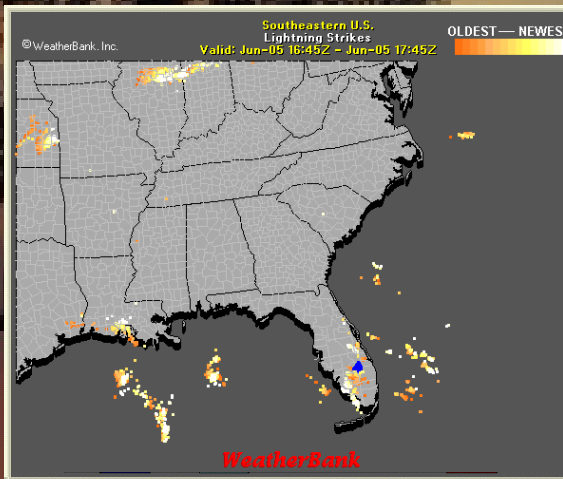 Southeastern U.S.
Lightning Strikes
Valid: Jun-05 16:45Z - Jun-05 17:45Z
OLDEST — NEWES
©WeatherBank, Inc.
WeatherBank